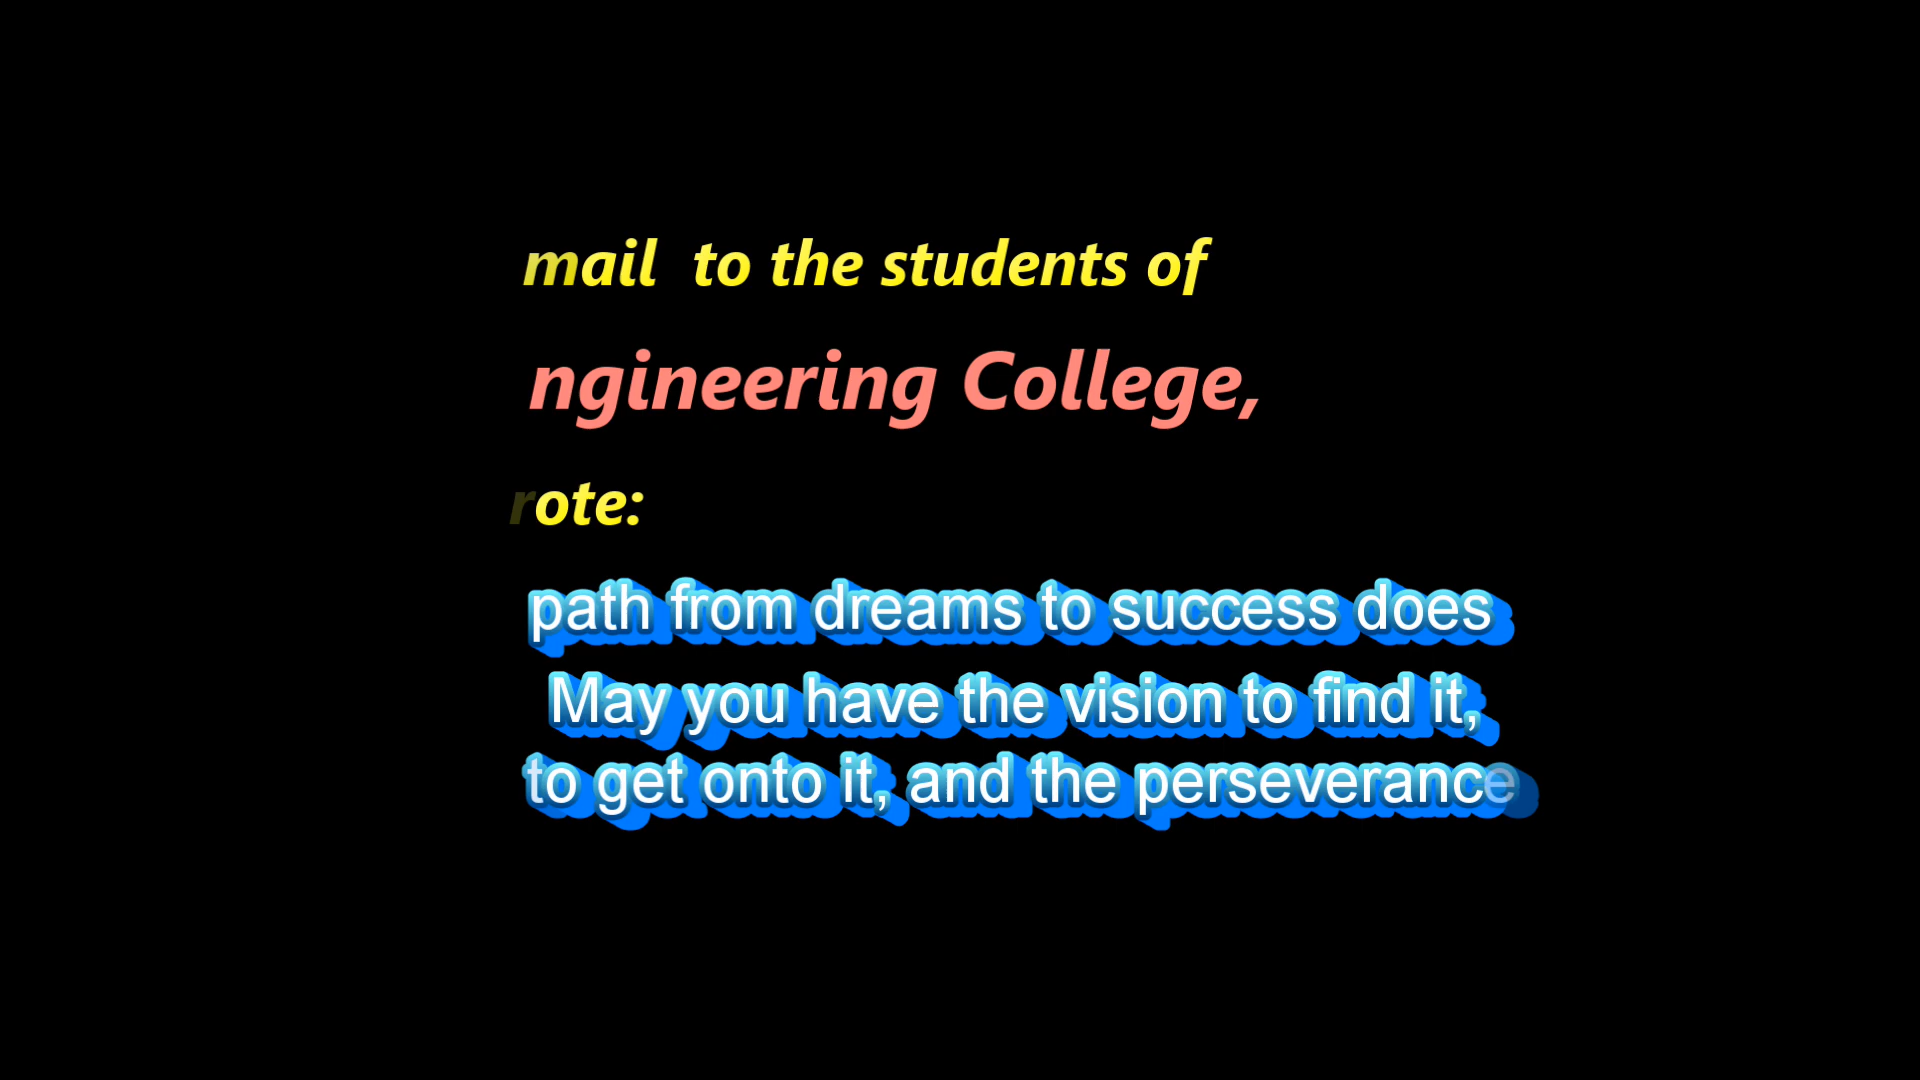 mail to the students of
ngineering College,
rote:
path from dreams to success does
May you have the vision to find it,
to get onto it, and the perseverance